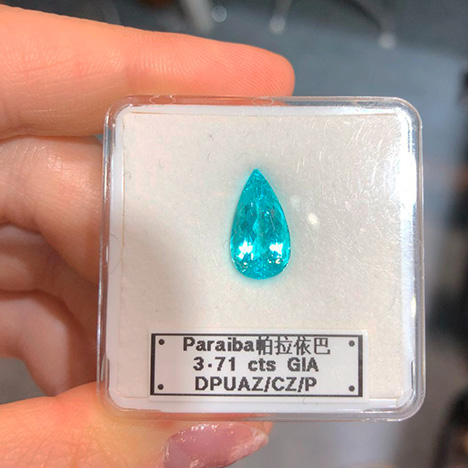 Paraiba帕拉依巴
3.71 cts GIA
DPUAZ/CZ/P